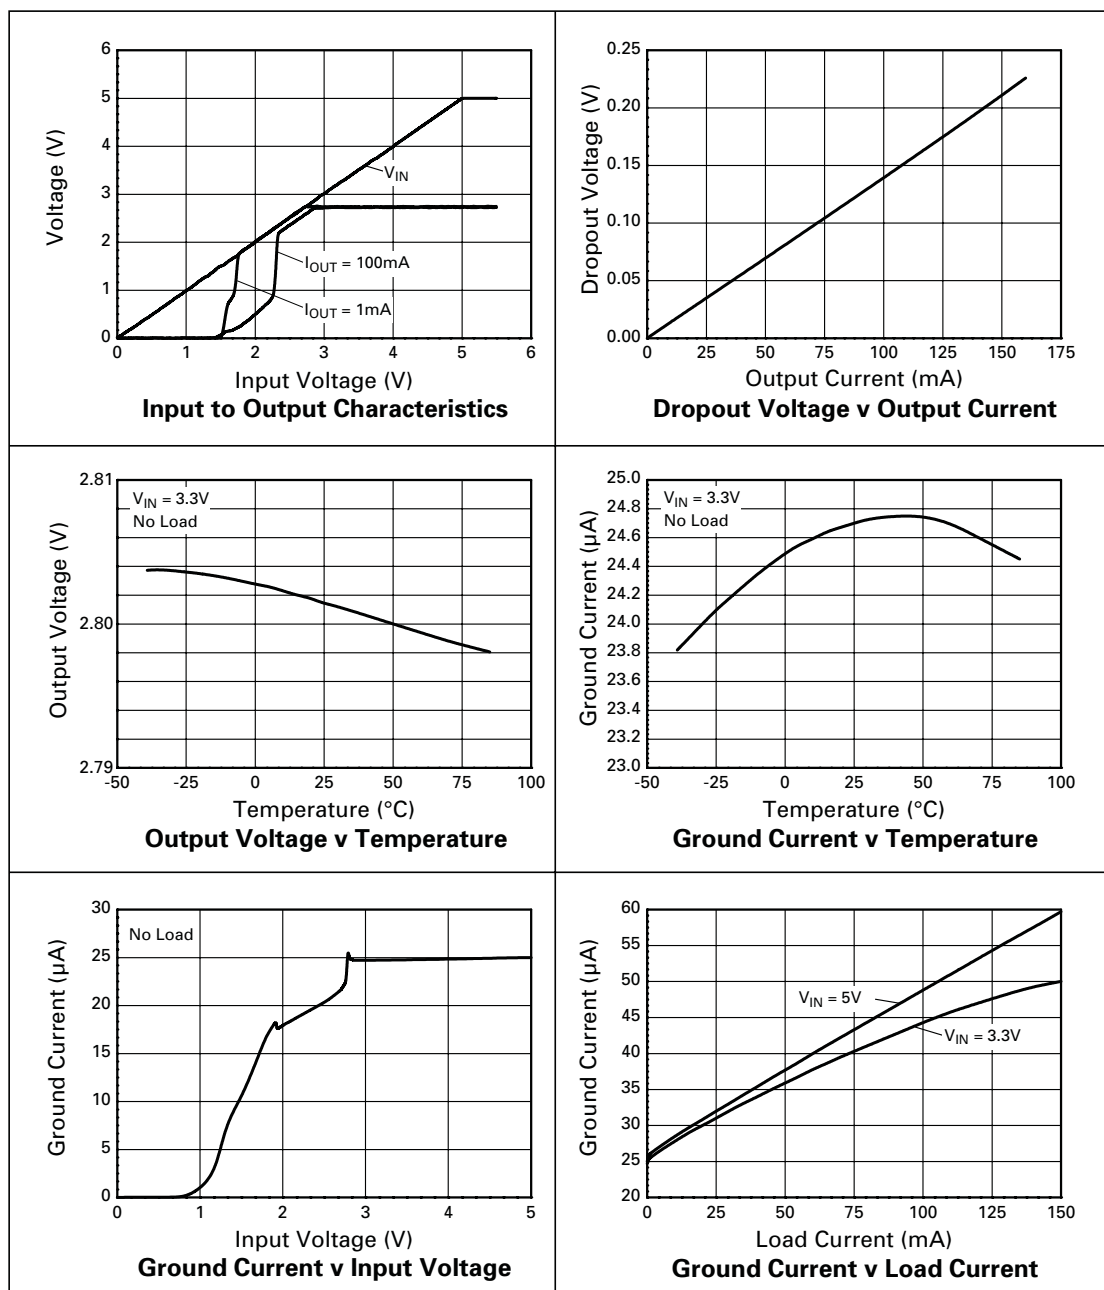 6
5
4
3
2
1
0
Voltage (V)
V_IN
I_OUT = 100mA
I_OUT = 1mA
0 1 2 3 4 5 6
Input Voltage (V)
Input to Output Characteristics
0.25
0.20
0.15
0.10
0.05
0.00
Dropout Voltage (V)
0 25 50 75 100 125 150 175
Output Current (mA)
Dropout Voltage v Output Current
2.81
2.80
2.79
Output Voltage (V)
V_IN = 3.3V
No Load
-50 -25 0 25 50 75 100
Temperature (°C)
Output Voltage v Temperature
25.0
24.8
24.6
24.4
24.2
24.0
23.8
23.6
23.4
23.2
23.0
Ground Current (µA)
V_IN = 3.3V
No Load
-50 -25 0 25 50 75 100
Temperature (°C)
Ground Current v Temperature
30
25
20
15
10
5
0
Ground Current (µA)
No Load
0 1 2 3 4 5
Input Voltage (V)
Ground Current v Input Voltage
60
55
50
45
40
35
30
25
20
Ground Current (µA)
V_IN = 5V
V_IN = 3.3V
0 25 50 75 100 125 150
Load Current (mA)
Ground Current v Load Current